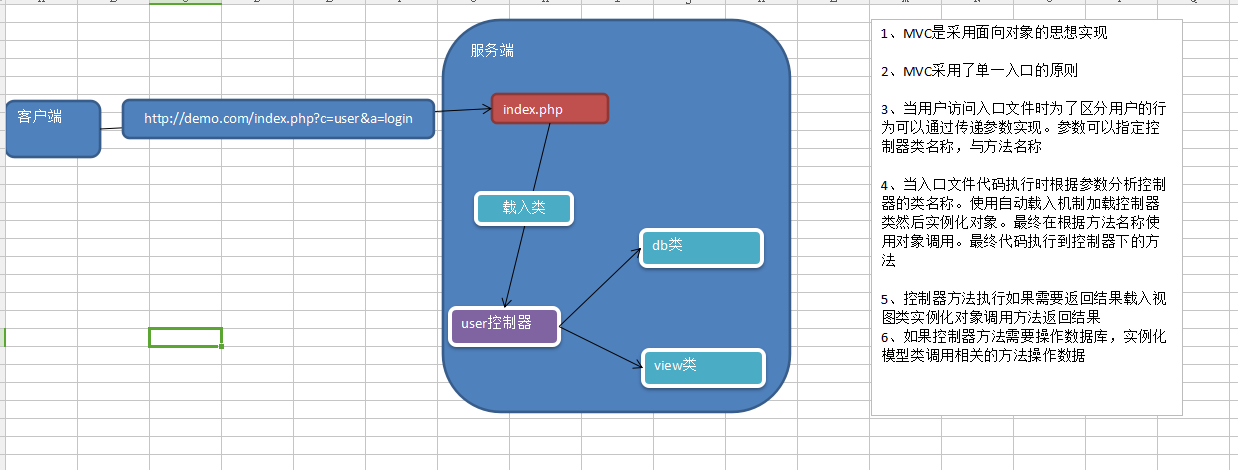 服务端
客户端
http://demo.com/index.php?c=user&a=login
index.php
载入类
db类
user控制器
view类
1、MVC是采用面向对象的思想实现
2、MVC采用了单一入口的原则
3、当用户访问入口文件时为了区分用户的行
为可以通过传递参数实现。参数可以指定控
制器类名称，与方法名称
4、当入口文件代码执行时根据参数分析控制
器的类名称。使用自动载入机制加载控制器
类然后实例化对象。最终在根据方法名称使
用对象调用。最终代码执行到控制器下的方
法
5、控制器方法执行如果需要返回结果载入视
图类实例化对象调用方法返回结果
6、如果控制器方法需要操作数据库，实例化
模型类调用相关的方法操作数据